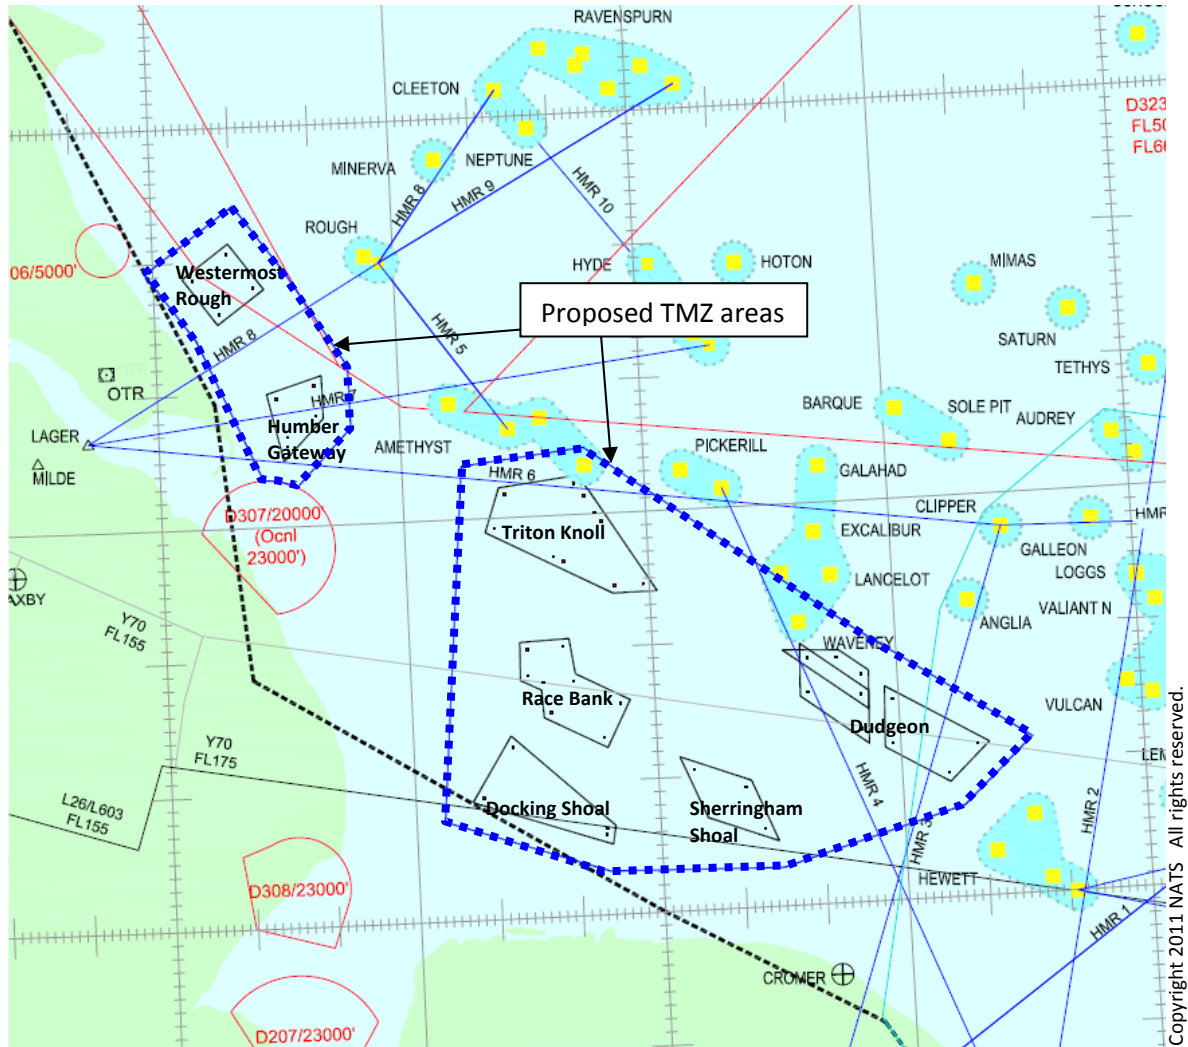 RAVENSPURN
CLEETON
D323
FL50
FL66
MINERVA
NEPTUNE
HMR 8
HMR 9
HMR 10
ROUGH
06/5000'
Westermost
Rough
HYDE
HOTON
MIMAS
Proposed TMZ areas
SATURN
HMR 5
HMR 8
TETHYS
OTR
HMR 7
BARQUE
SOLE PIT
AUDREY
LAGER
Humber
Gateway
AMETHYST
PICKERILL
GALAHAD
MILDE
HMR 6
CLIPPER
HMR
D307/20000'
(Ocnl
23000')
Triton Knoll
EXCALIBUR
GALLEON
LOGGS
AXBY
LANCELOT
VALIANT N
ANGLIA
Y70
FL155
WAVENEY
Race Bank
VULCAN
Dudgeon
Y70
FL175
LEM
HMR 4
L26/L603
FL155
Docking Shoal
Sherringham
Shoal
HMR 3
HMR 2
HEWETT
D308/23000'
HMR 1
CROMER
D207/23000'
Copyright 2011 NATS All rights reserved.